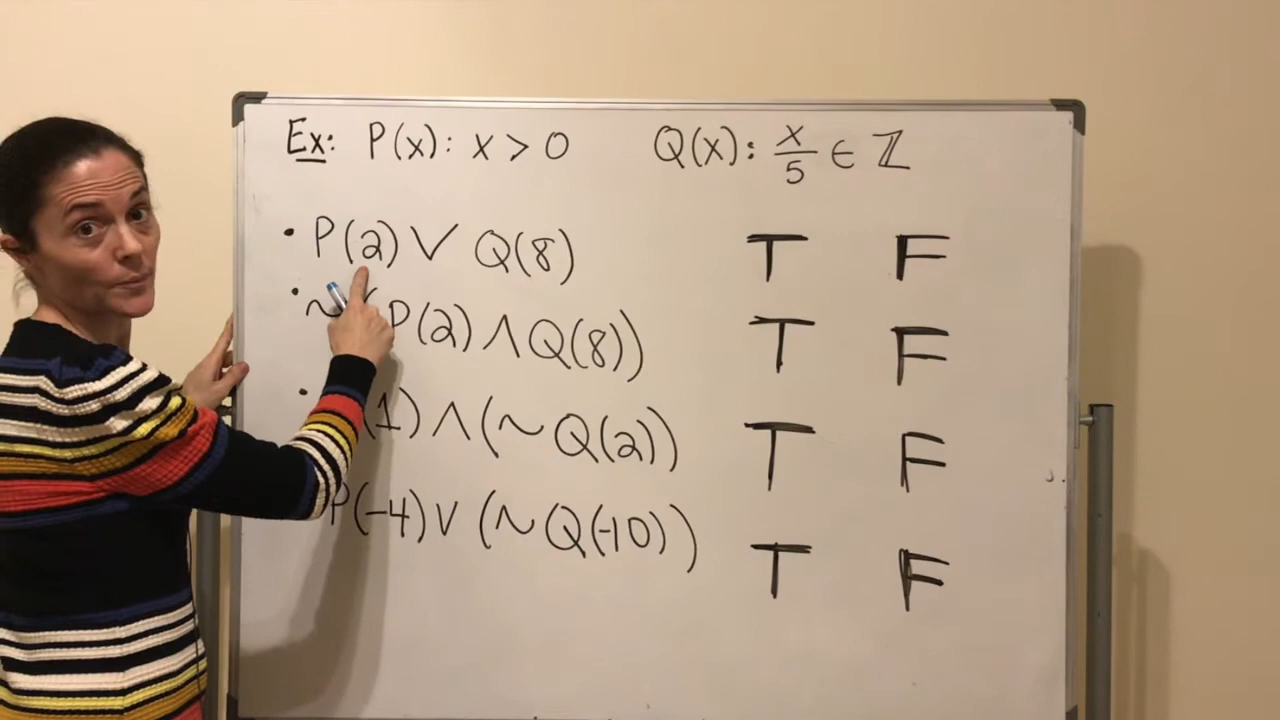 Ex: P(x): x > 0 Q(x): x/5 ∈ ℤ
• P(2) ∨ Q(8) T F
• ~(P(2) ∧ Q(8)) T F
• (1) ∧ (~Q(2)) T F
P(-4) ∨ (~Q(-10)) T F